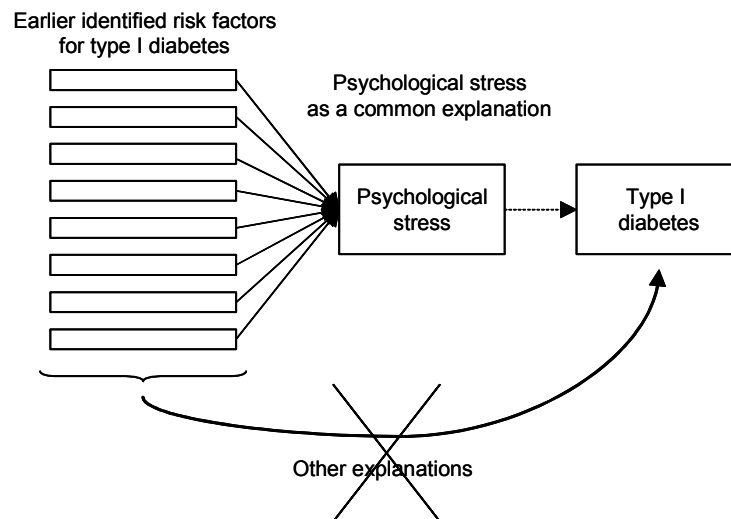 Earlier identified risk factors
for type I diabetes
Psychological stress
as a common explanation
Psychological
stress
Type I
diabetes
Other explanations